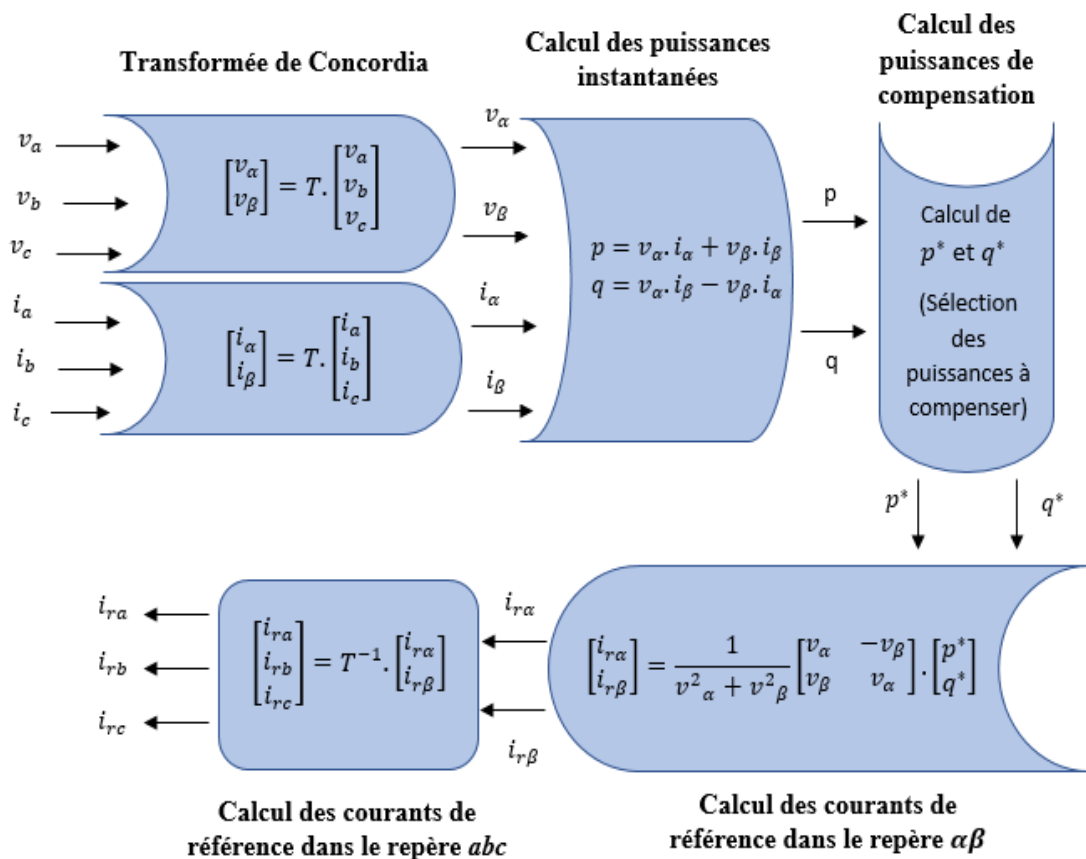 Transformée de Concordia
Calcul des puissances
instantanées
Calcul des
puissances de
compensation
v_a
v_b
v_c
[v_α v_β] = T. [v_a v_b v_c]
i_a
i_b
i_c
[i_α i_β] = T. [i_a i_b i_c]
v_α
v_β
i_α
i_β
p = v_α. i_α + v_β. i_β
q = v_α. i_β − v_β. i_α
p
q
Calcul de
p* et q*
(Sélection
des
puissances à
compenser)
p*
q*
[i_rα i_rβ] = 1 / (v²_α + v²_β) [v_α −v_β v_β v_α]. [p* q*]
i_rα
i_rβ
[i_ra i_rb i_rc] = T⁻¹. [i_rα i_rβ]
i_ra
i_rb
i_rc
Calcul des courants de
référence dans le repère abc
Calcul des courants de
référence dans le repère αβ